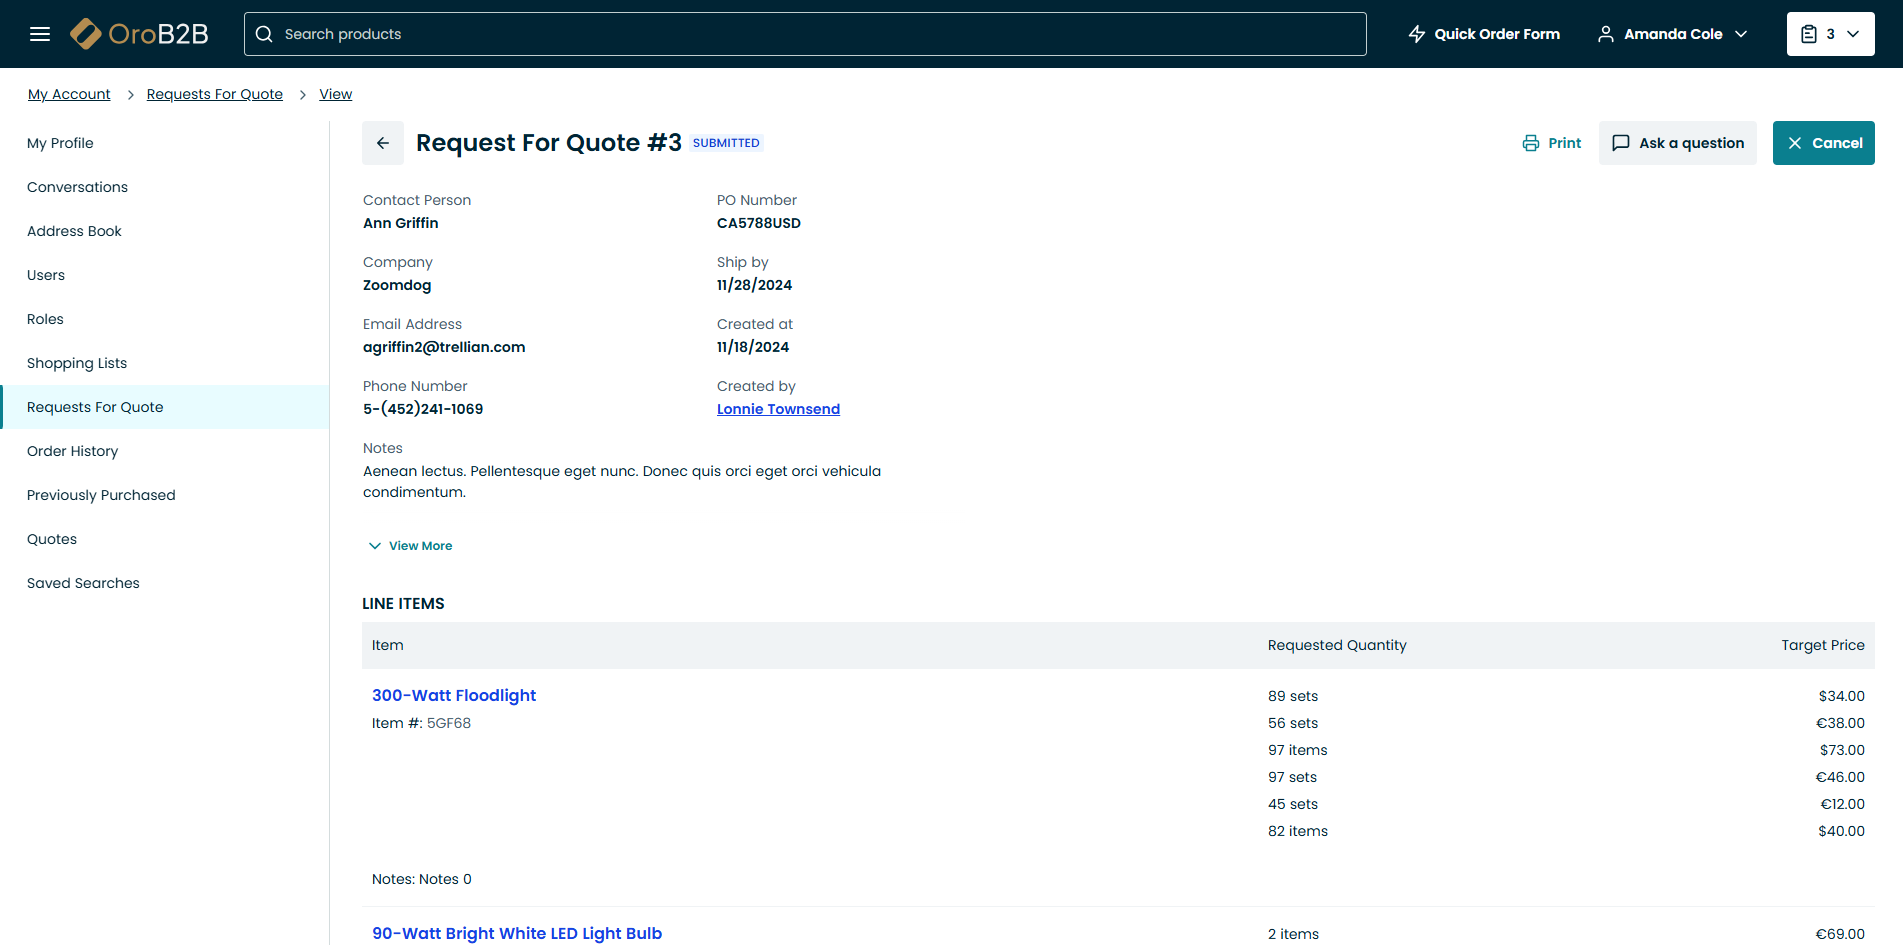 OroB2B
Search products
Quick Order Form
Amanda Cole
3
My Account > Requests For Quote > View
My Profile
Conversations
Address Book
Users
Roles
Shopping Lists
Requests For Quote
Order History
Previously Purchased
Quotes
Saved Searches
Request For Quote #3 SUBMITTED
Print
Ask a question
Cancel
Contact Person
Ann Griffin
Company
Zoomdog
Email Address
agriffin2@trellian.com
Phone Number
5-(452)241-1069
PO Number
CA5788USD
Ship by
11/28/2024
Created at
11/18/2024
Created by
Lonnie Townsend
Notes
Aenean lectus. Pellentesque eget nunc. Donec quis orci eget orci vehicula
condimentum.
View More
LINE ITEMS
Item Requested Quantity Target Price
300-Watt Floodlight
Item #: 5GF68
89 sets $34.00
56 sets €38.00
97 items $73.00
97 sets €46.00
45 sets €12.00
82 items $40.00
Notes: Notes 0
90-Watt Bright White LED Light Bulb 2 items €69.00